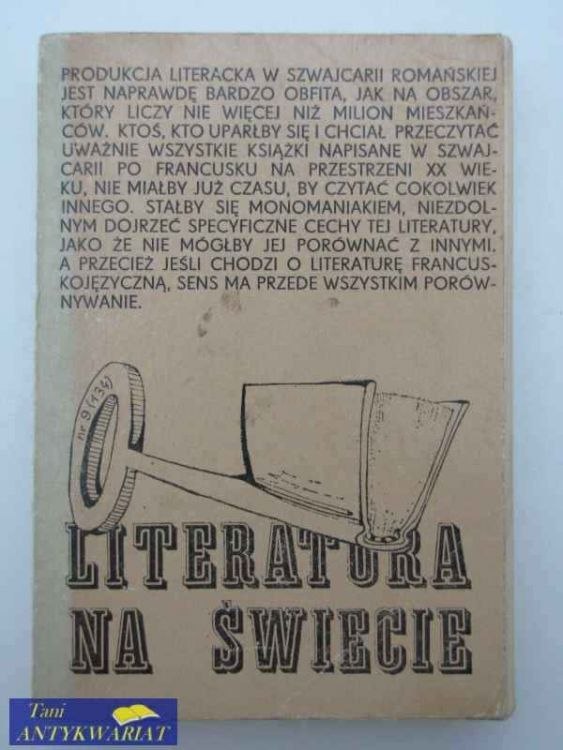 PRODUKCJA LITERACKA W SZWAJCARII ROMAŃSKIEJ
JEST NAPRAWDĘ BARDZO OBFITA, JAK NA OBSZAR,
KTÓRY LICZY NIE WIĘCEJ NIŻ MILION MIESZKAŃ-
CÓW. KTOŚ, KTO UPARŁBY SIĘ I CHCIAŁ PRZECZYTAĆ
UWAŻNIE WSZYSTKIE KSIĄŻKI NAPISANE W SZWAJ-
CARII PO FRANCUSKU NA PRZESTRZENI XX WIE-
KU, NIE MIAŁBY JUŻ CZASU, BY CZYTAĆ COKOLWIEK
INNEGO. STAŁBY SIĘ MONOMANIAKIEM, NIEZDOL-
NYM DOJRZEĆ SPECYFICZNE CECHY TEJ LITERATURY,
JAKO ŻE NIE MÓGŁBY JEJ PORÓWNAĆ Z INNYMI.
A PRZECIEŻ JEŚLI CHODZI O LITERATURĘ FRANCUS-
KOJĘZYCZNĄ, SENS MA PRZEDE WSZYSTKIM PORÓW-
NYWANIE.
nr 9 (134)
LITERATURA
NA ŚWIECIE
Tani
ANTYKWARIAT